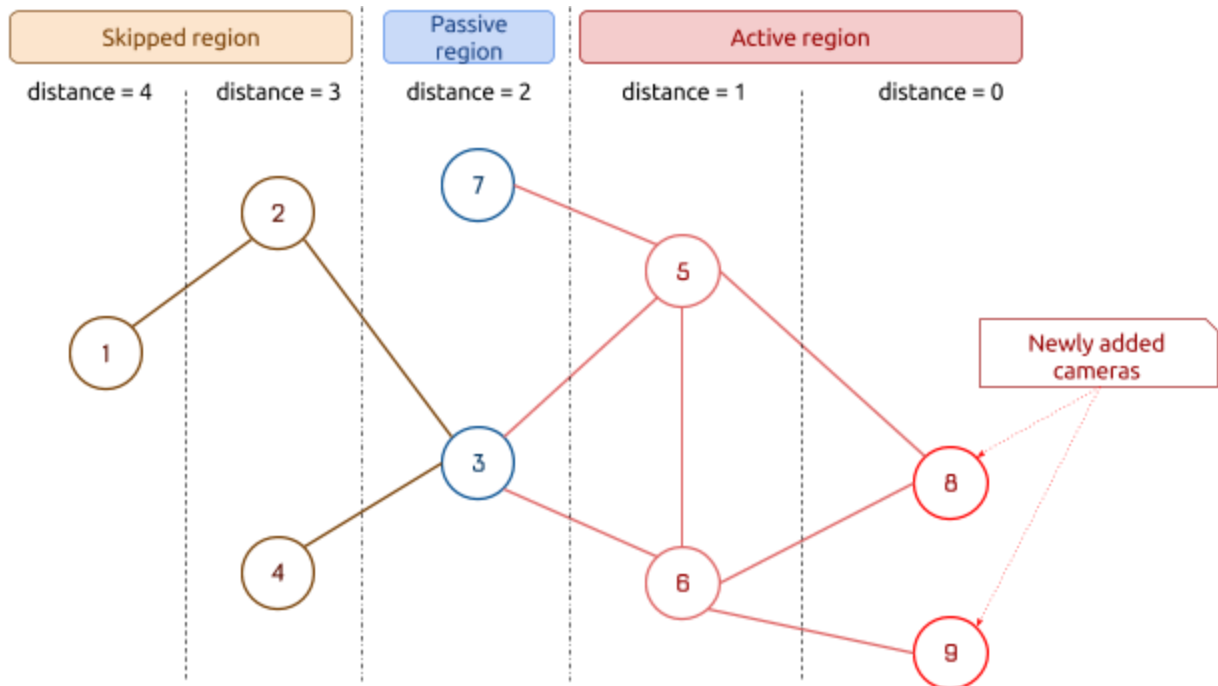 Skipped region
Passive
region
Active region
distance = 4
distance = 3
distance = 2
distance = 1
distance = 0
7
2
5
1
Newly added
cameras
3
8
4
6
9